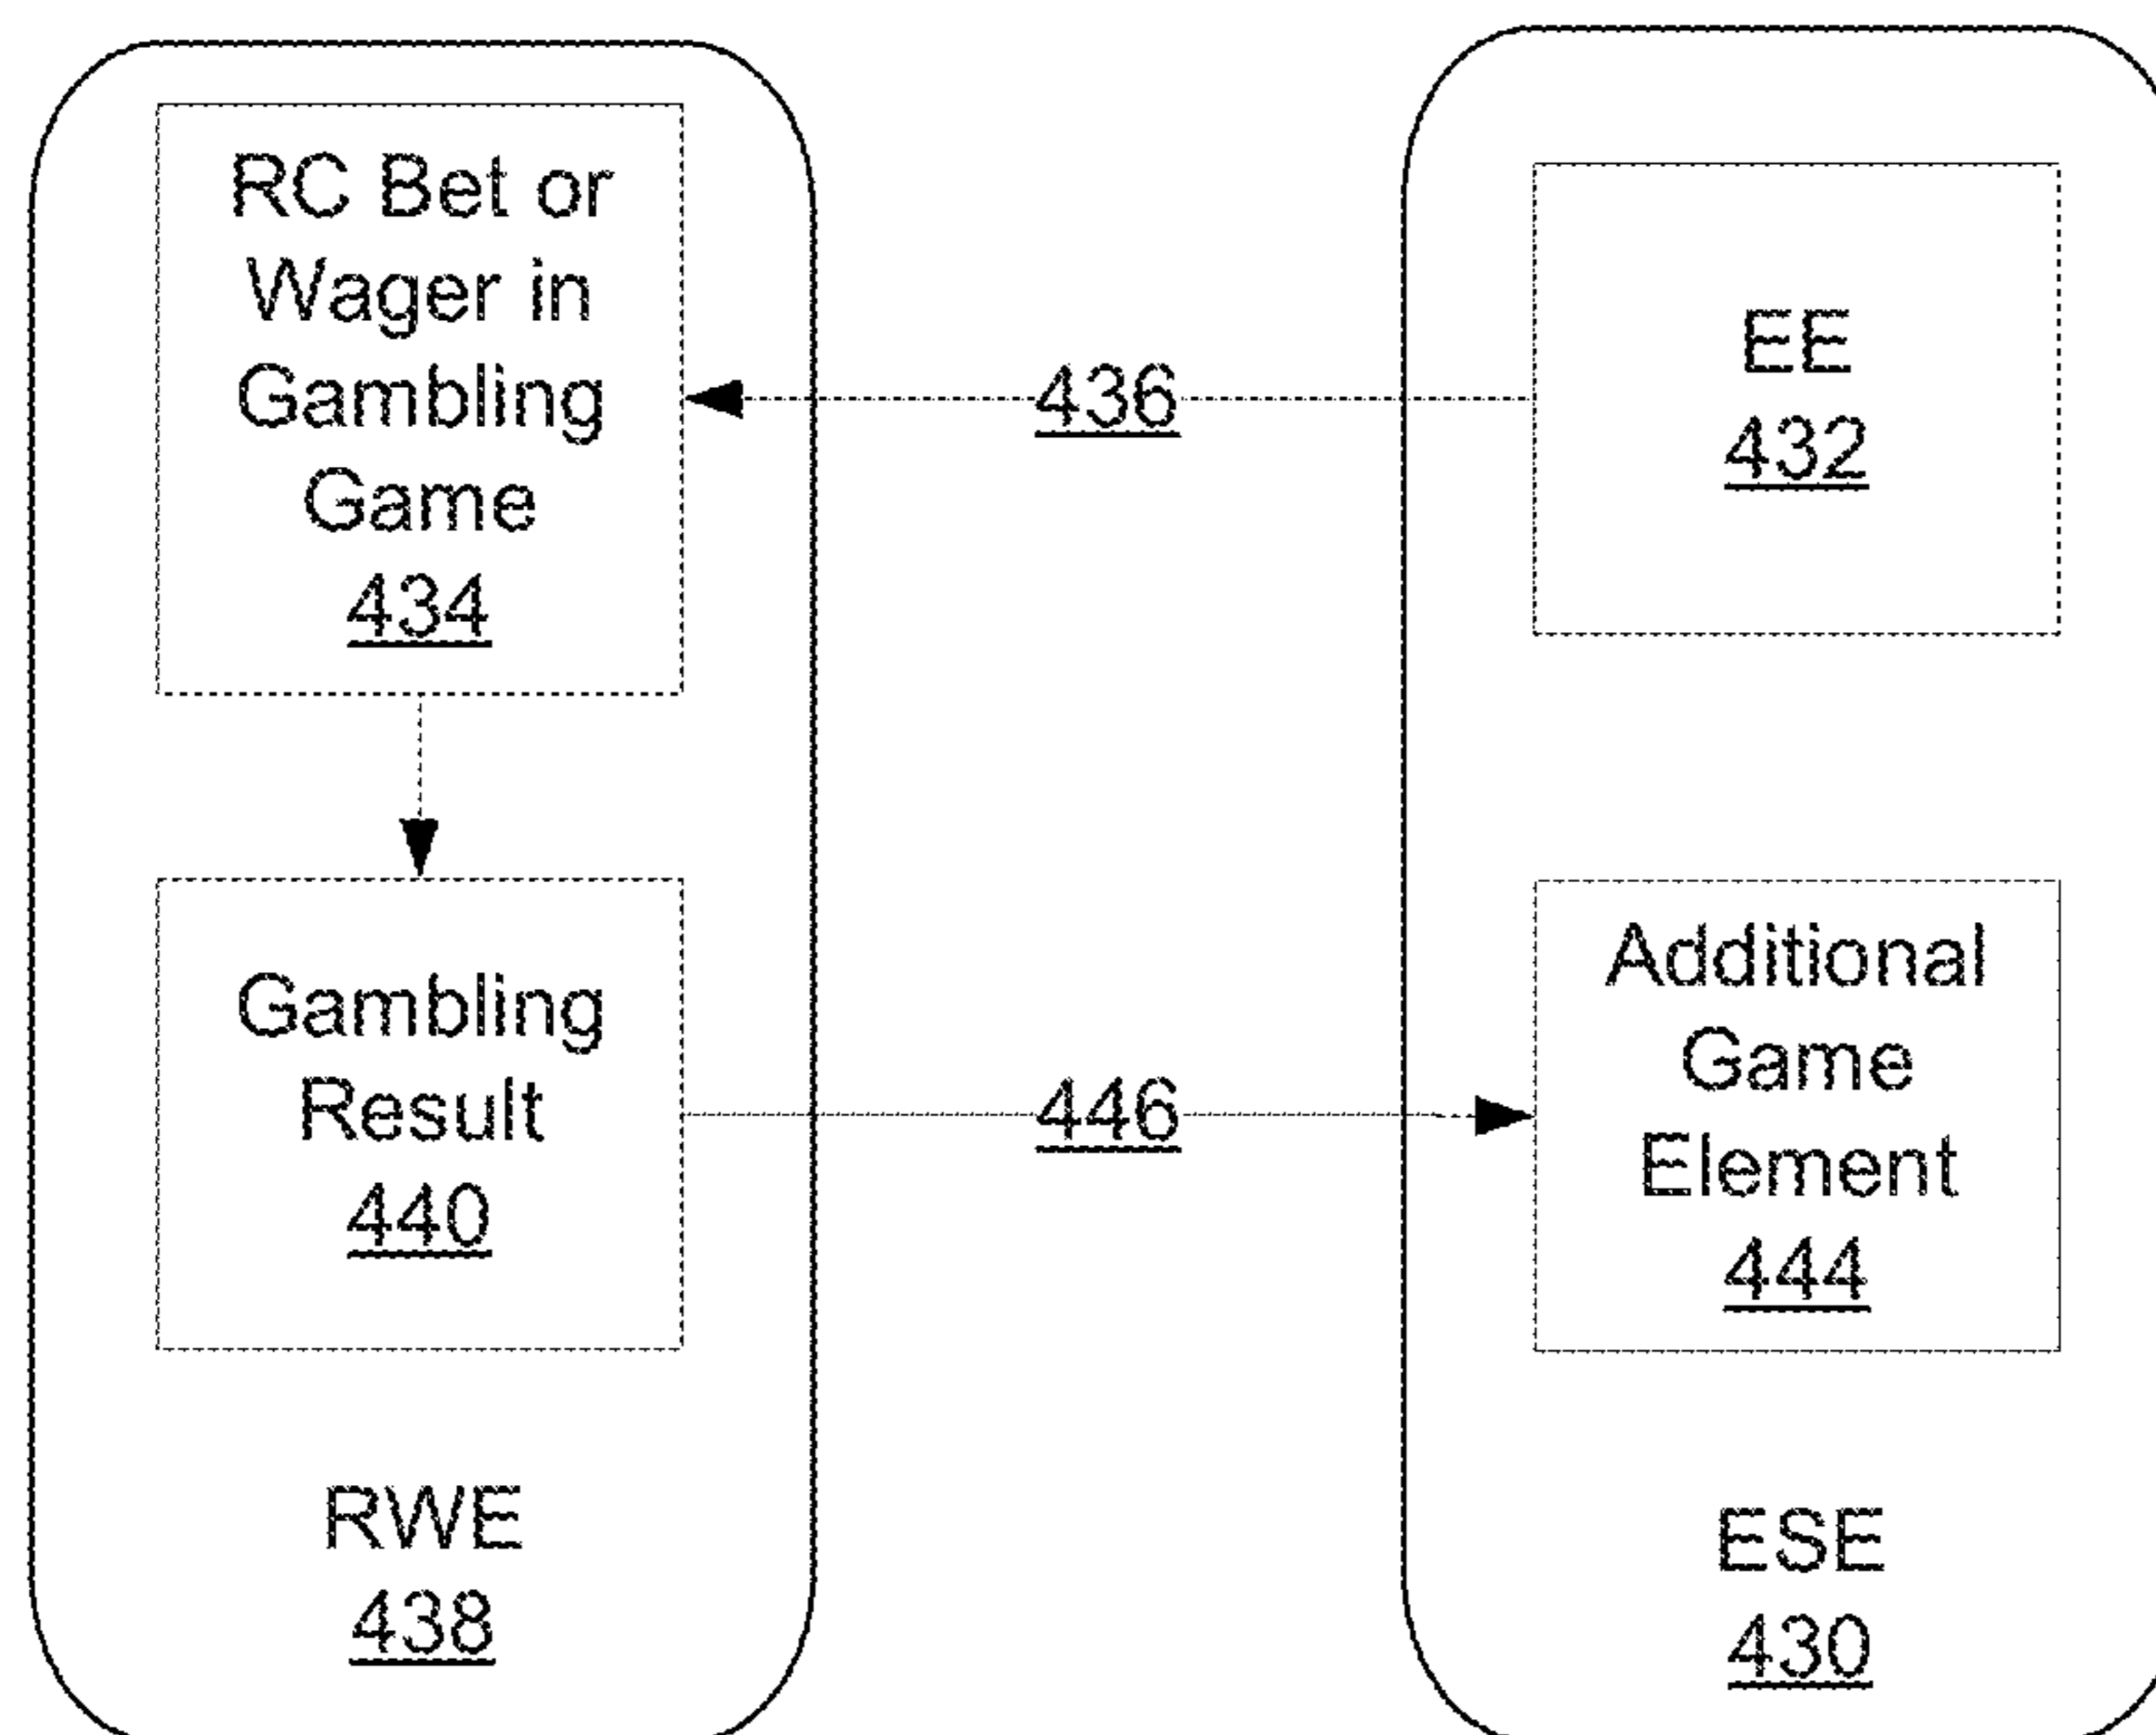 RC Bet or
Wager in
Gambling
Game
434
436
EE
432
Gambling
Result
440
446
Additional
Game
Element
444
RWE
438
ESE
430